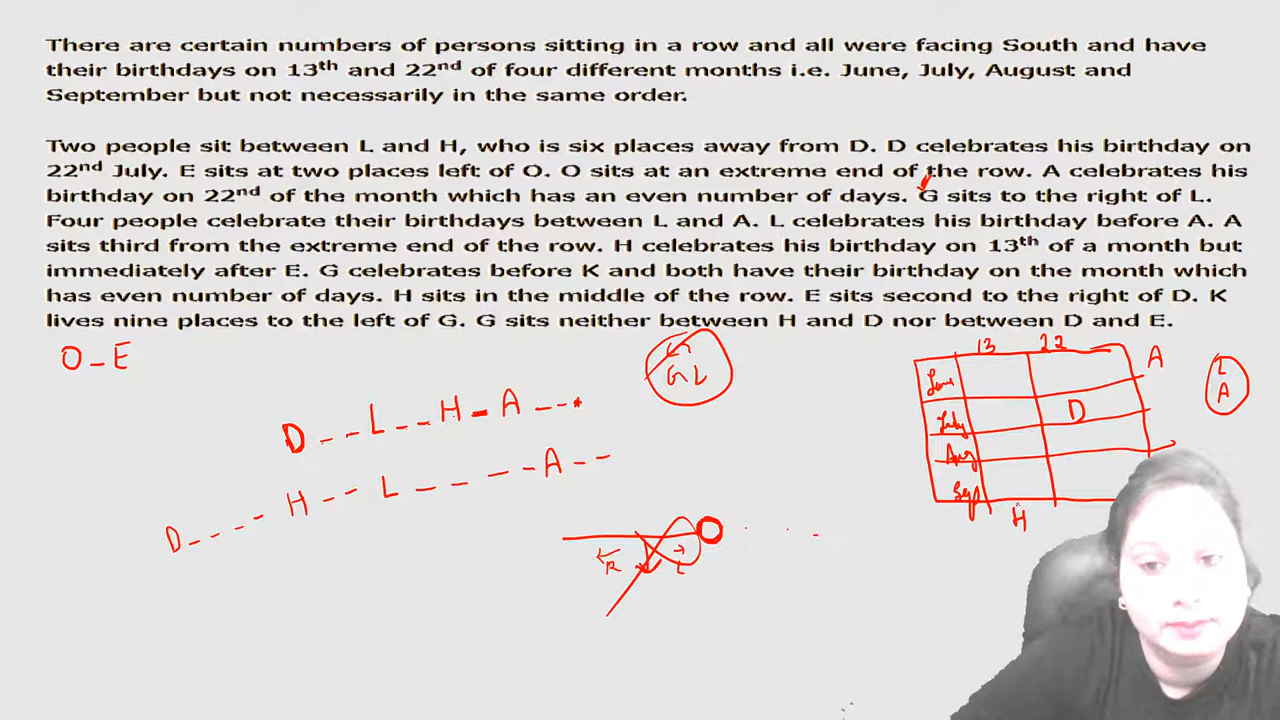 There are certain numbers of persons sitting in a row and all were facing South and have
their birthdays on 13th and 22nd of four different months i.e. June, July, August and
September but not necessarily in the same order.
Two people sit between L and H, who is six places away from D. D celebrates his birthday on
22nd July. E sits at two places left of O. O sits at an extreme end of the row. A celebrates his
birthday on 22nd of the month which has an even number of days. G sits to the right of L.
Four people celebrate their birthdays between L and A. L celebrates his birthday before A. A
sits third from the extreme end of the row. H celebrates his birthday on 13th of a month but
immediately after E. G celebrates before K and both have their birthday on the month which
has even number of days. H sits in the middle of the row. E sits second to the right of D. K
lives nine places to the left of G. G sits neither between H and D nor between D and E.
O _ E
G L
13 22
June A
L
A
D _ _ L _ _ H _ A _ _
July D
Aug
D _ _ _ _ H _ _ L _ _ _ _ _ A _ _
Sep
H
O
R L